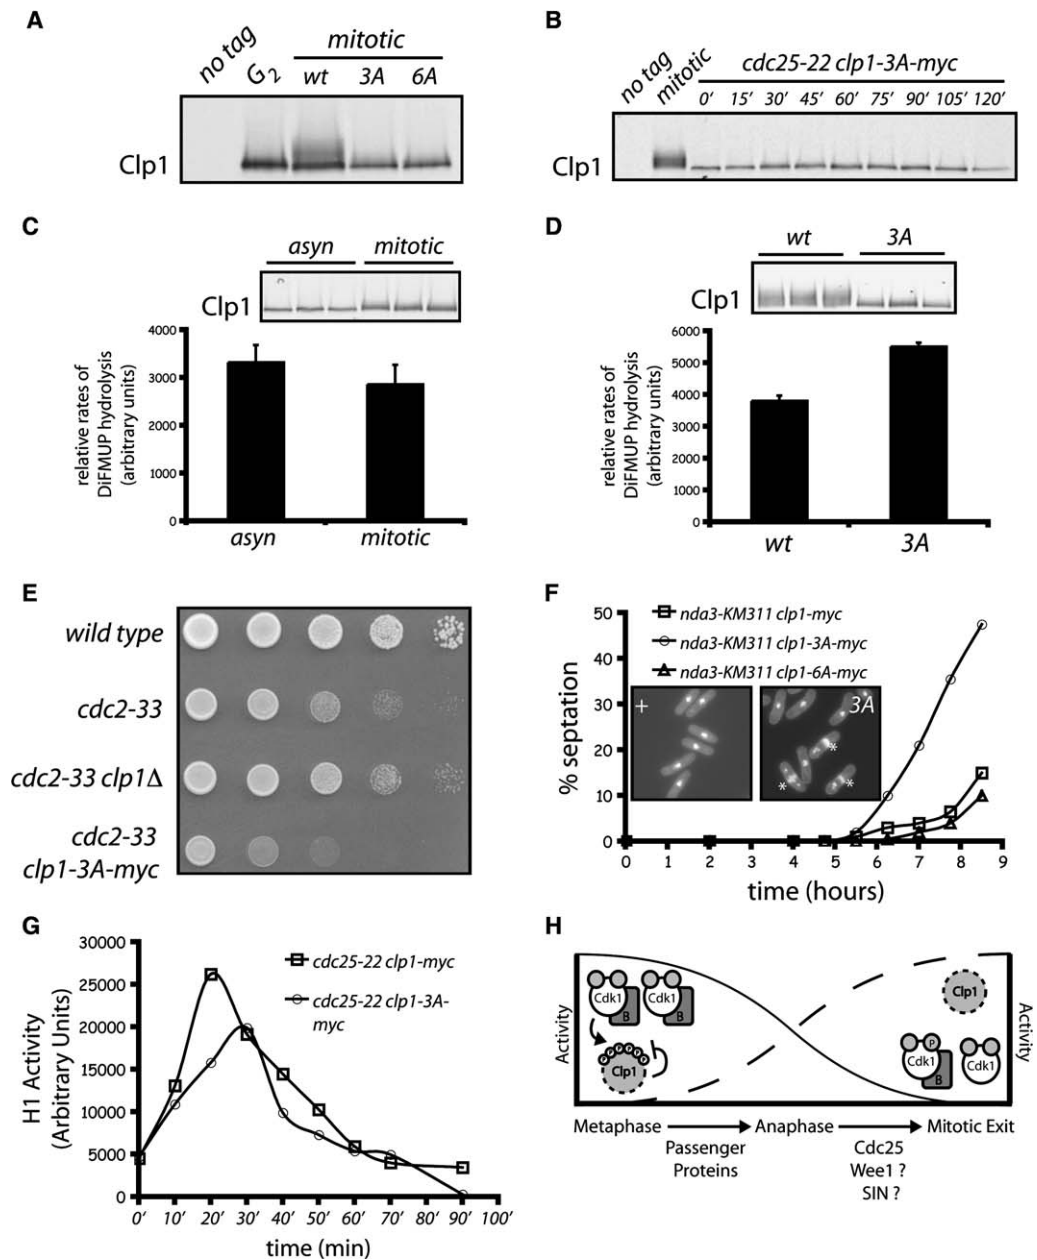 A
no tag
G2
mitotic
wt 3A 6A
Clp1
B
no tag
mitotic
cdc25-22 clp1-3A-myc
0' 15' 30' 45' 60' 75' 90' 105' 120'
Clp1
C
asyn mitotic
Clp1
relative rates of
DiFMUP hydrolysis
(arbitrary units)
4000
3000
2000
1000
0
asyn mitotic
D
wt 3A
Clp1
relative rates of
DiFMUP hydrolysis
(arbitrary units)
6000
5000
4000
3000
2000
1000
0
wt 3A
E
wild type
cdc2-33
cdc2-33 clp1Δ
cdc2-33
clp1-3A-myc
F
nda3-KM311 clp1-myc
nda3-KM311 clp1-3A-myc
nda3-KM311 clp1-6A-myc
+ 3A
* * *
% septation
50
40
30
20
10
0
0 1 2 3 4 5 6 7 8 9
time (hours)
G
cdc25-22 clp1-myc
cdc25-22 clp1-3A-
myc
H1 Activity
(Arbitrary Units)
30000
25000
20000
15000
10000
5000
0
0' 10' 20' 30' 40' 50' 60' 70' 80' 90' 100'
time (min)
H
Activity
Cdk1 B Cdk1 B
P P P P P P
Clp1
Clp1
P
Cdk1 B Cdk1
Activity
Metaphase Anaphase Mitotic Exit
Passenger
Proteins
Cdc25
Wee1 ?
SIN ?